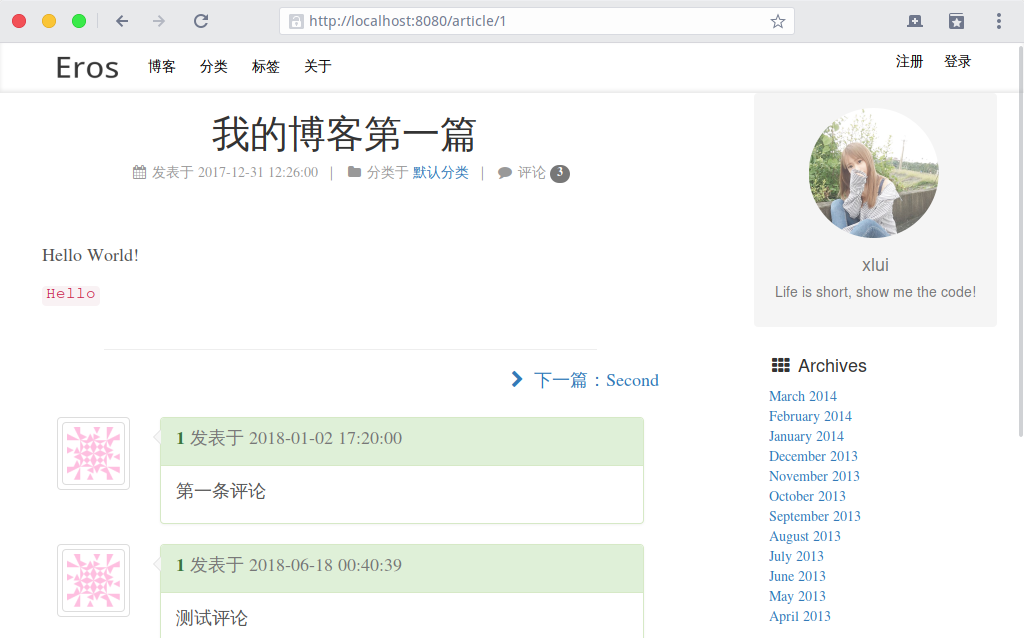 http://localhost:8080/article/1
Eros 博客 分类 标签 关于 注册 登录
我的博客第一篇
发表于 2017-12-31 12:26:00 | 分类于 默认分类 | 评论 3
Hello World!
Hello
下一篇：Second
1 发表于 2018-01-02 17:20:00
第一条评论
1 发表于 2018-06-18 00:40:39
测试评论
xlui
Life is short, show me the code!
Archives
March 2014
February 2014
January 2014
December 2013
November 2013
October 2013
September 2013
August 2013
July 2013
June 2013
May 2013
April 2013